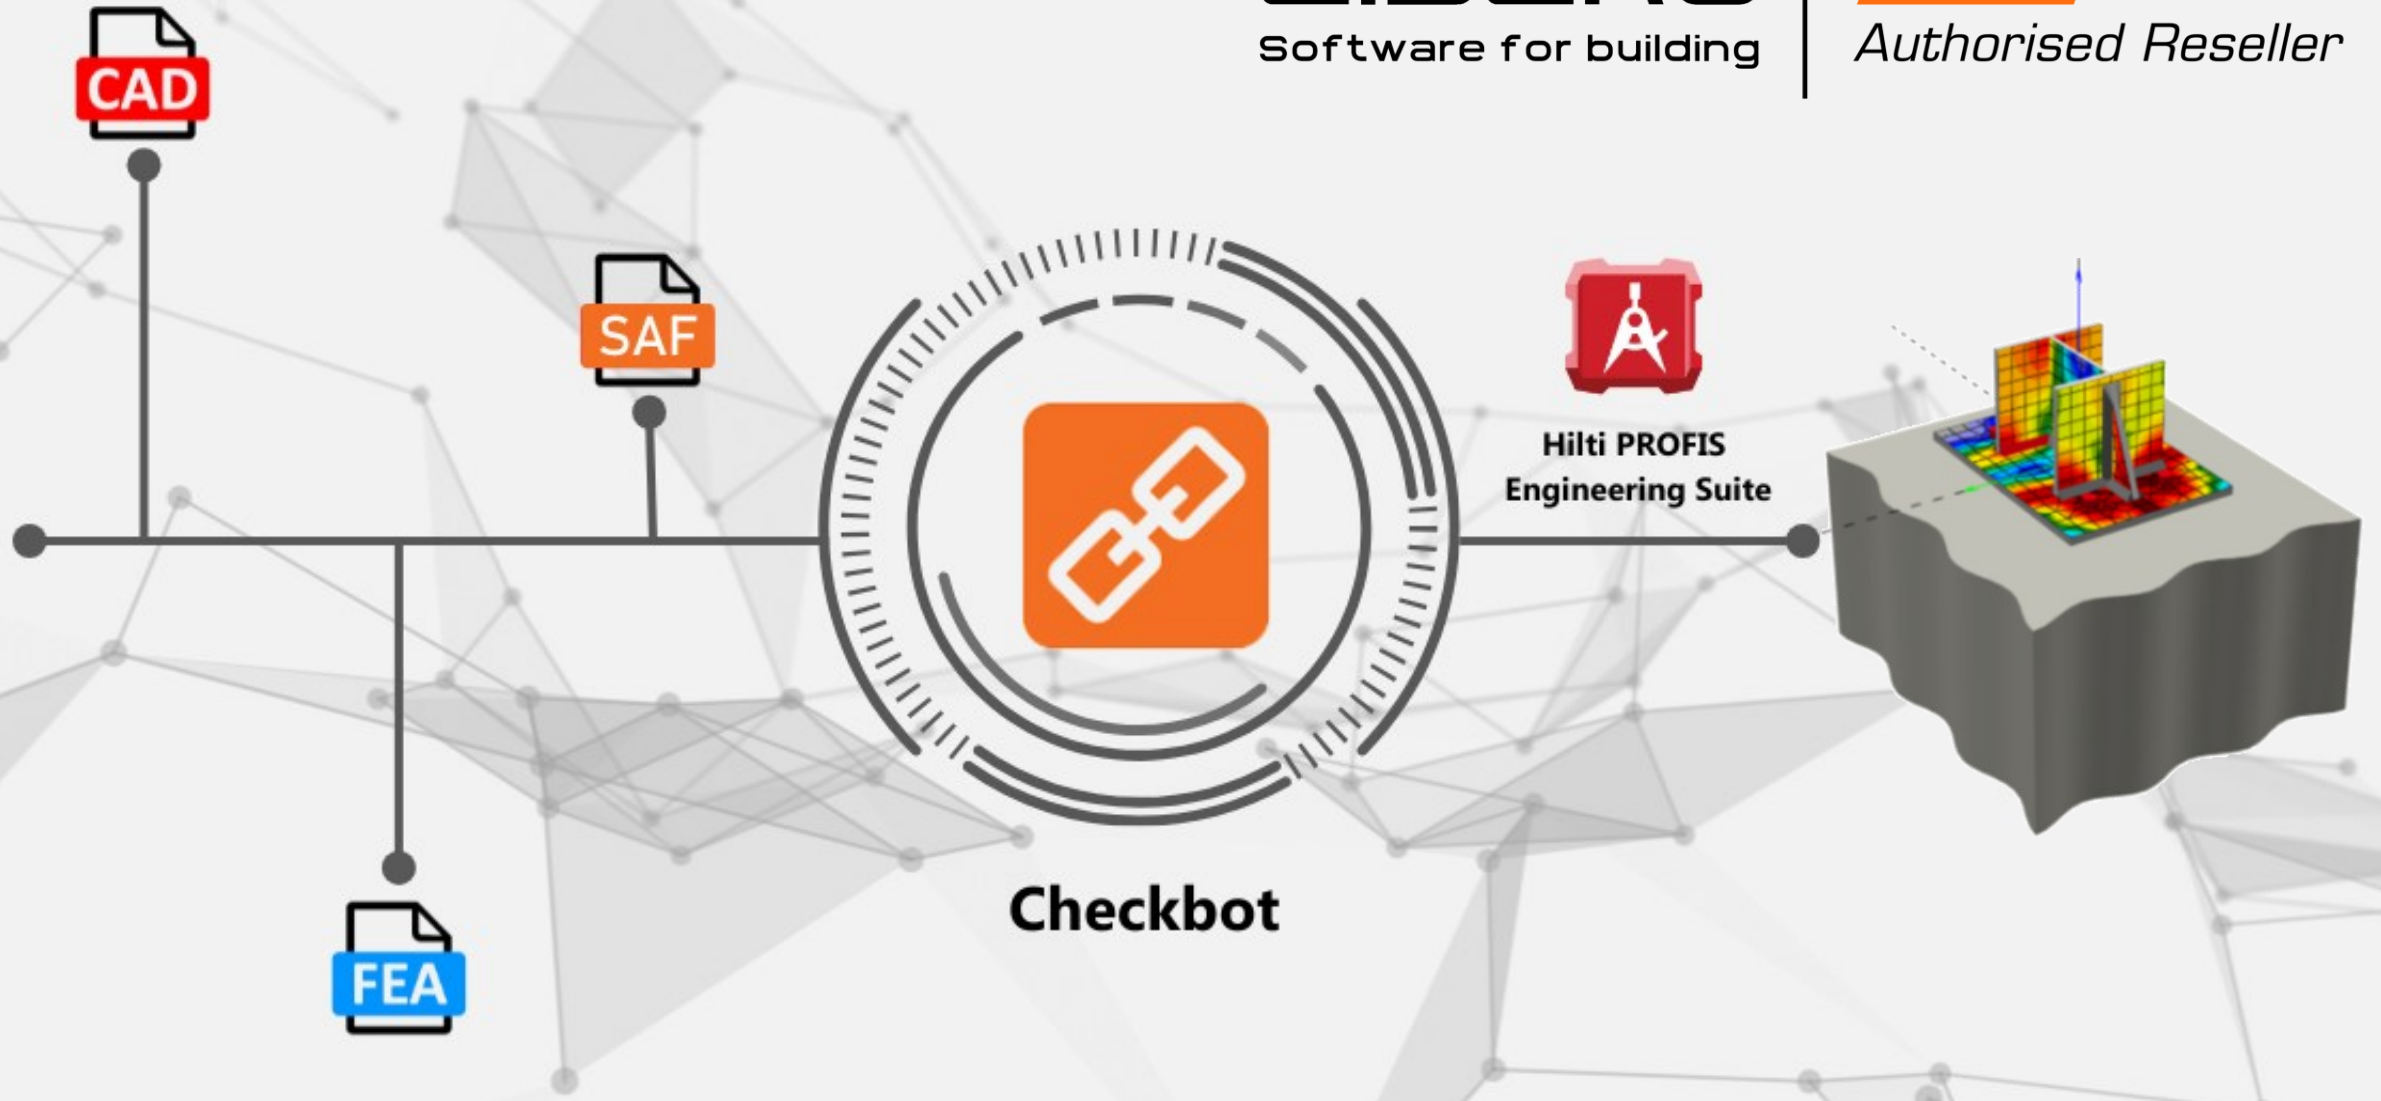 Software for building
Authorised Reseller
CAD
SAF
Hilti PROFIS
Engineering Suite
Checkbot
FEA